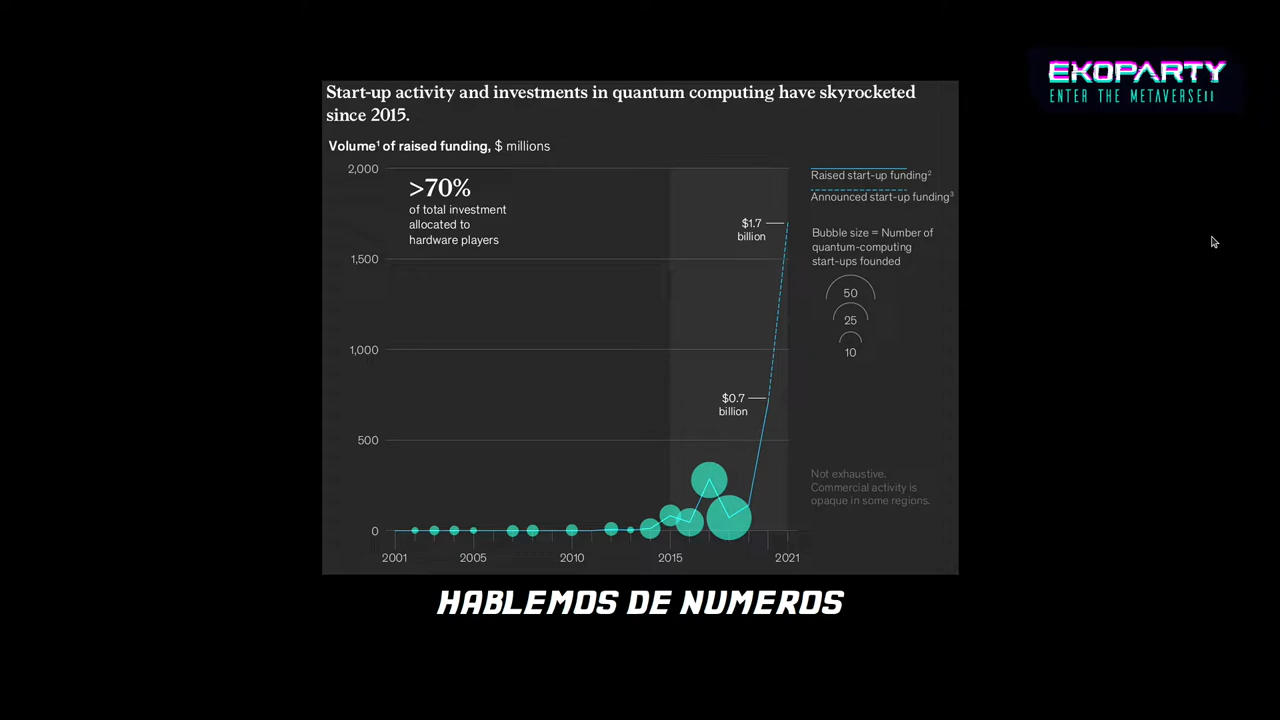 EKOPARTY
ENTER THE METAVERSE
Start-up activity and investments in quantum computing have skyrocketed
since 2015.
Volume¹ of raised funding, $ millions
2,000
>70%
of total investment
allocated to
hardware players
1,500
1,000
500
0
$1.7
billion
$0.7
billion
2001
2005
2010
2015
2021
Raised start-up funding²
Announced start-up funding³
Bubble size = Number of
quantum-computing
start-ups founded
50
25
10
Not exhaustive.
Commercial activity is
opaque in some regions.
HABLEMOS DE NUMEROS